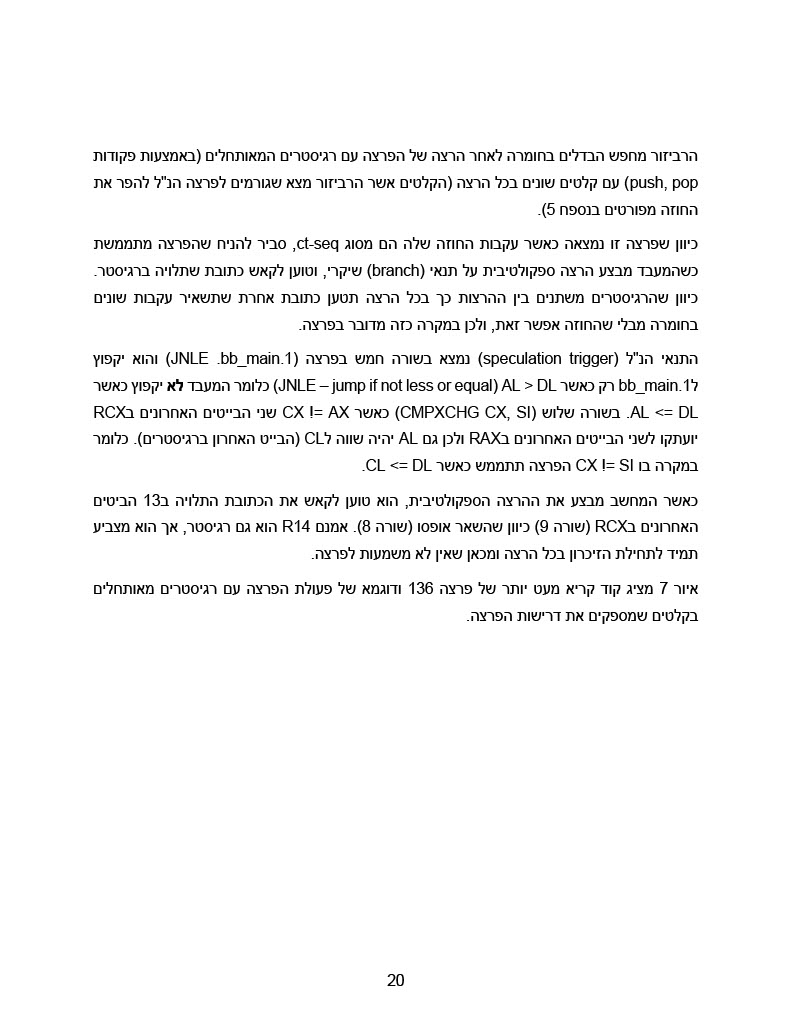 הרביזור מחפש הבדלים בחומרה לאחר הרצה של הפרצה עם רגיסטרים המאותחלים (באמצעות פקודות
push, pop) עם קלטים שונים בכל הרצה (הקלטים אשר הרביזור מצא שגורמים לפרצה הנ"ל להפר את
החוזה מפורטים בנספח 5).
כיוון שפרצה זו נמצאה כאשר עקבות החוזה שלה הם מסוג ct-seq, סביר להניח שהפרצה מתממשת
כשהמעבד מבצע הרצה ספקולטיבית על תנאי (branch) שיקרי, וטוען לקאש כתובת שתלויה ברגיסטר.
כיוון שהרגיסטרים משתנים בין ההרצות כך בכל הרצה תטען כתובת אחרת שתשאיר עקבות שונים
בחומרה מבלי שהחוזה אפשר זאת, ולכן במקרה כזה מדובר בפרצה.
התנאי הנ"ל (speculation trigger) נמצא בשורה חמש בפרצה (JNLE .bb_main.1) והוא יקפוץ
לbb_main.1 רק כאשר AL > DL (JNLE – jump if not less or equal) כלומר המעבד לא יקפוץ כאשר
AL <= DL. בשורה שלוש (CMPXCHG CX, SI) כאשר CX != AX שני הבייטים האחרונים בRCX
יועתקו לשני הבייטים האחרונים בRAX ולכן גם AL יהיה שווה לCL (הבייט האחרון ברגיסטרים). כלומר
במקרה בו CX != SI הפרצה תתממש כאשר CL <= DL.
כאשר המחשב מבצע את ההרצה הספקולטיבית, הוא טוען לקאש את הכתובת התלויה ב13 הביטים
האחרונים בRCX (שורה 9) כיוון שהשאר אופסו (שורה 8). אמנם R14 הוא גם רגיסטר, אך הוא מצביע
תמיד לתחילת הזיכרון בכל הרצה ומכאן שאין לא משמעות לפרצה.
איור 7 מציג קוד קריא מעט יותר של פרצה 136 ודוגמא של פעולת הפרצה עם רגיסטרים מאותחלים
בקלטים שמספקים את דרישות הפרצה.
20